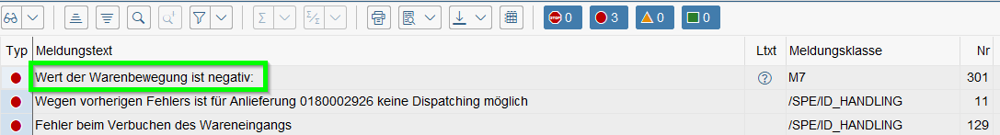 STOP 0 3 0 0
Typ Meldungstext Ltxt Meldungsklasse Nr
Wert der Warenbewegung ist negativ: M7 301
Wegen vorherigen Fehlers ist für Anlieferung 0180002926 keine Dispatching möglich /SPE/ID_HANDLING 11
Fehler beim Verbuchen des Wareneingangs /SPE/ID_HANDLING 129